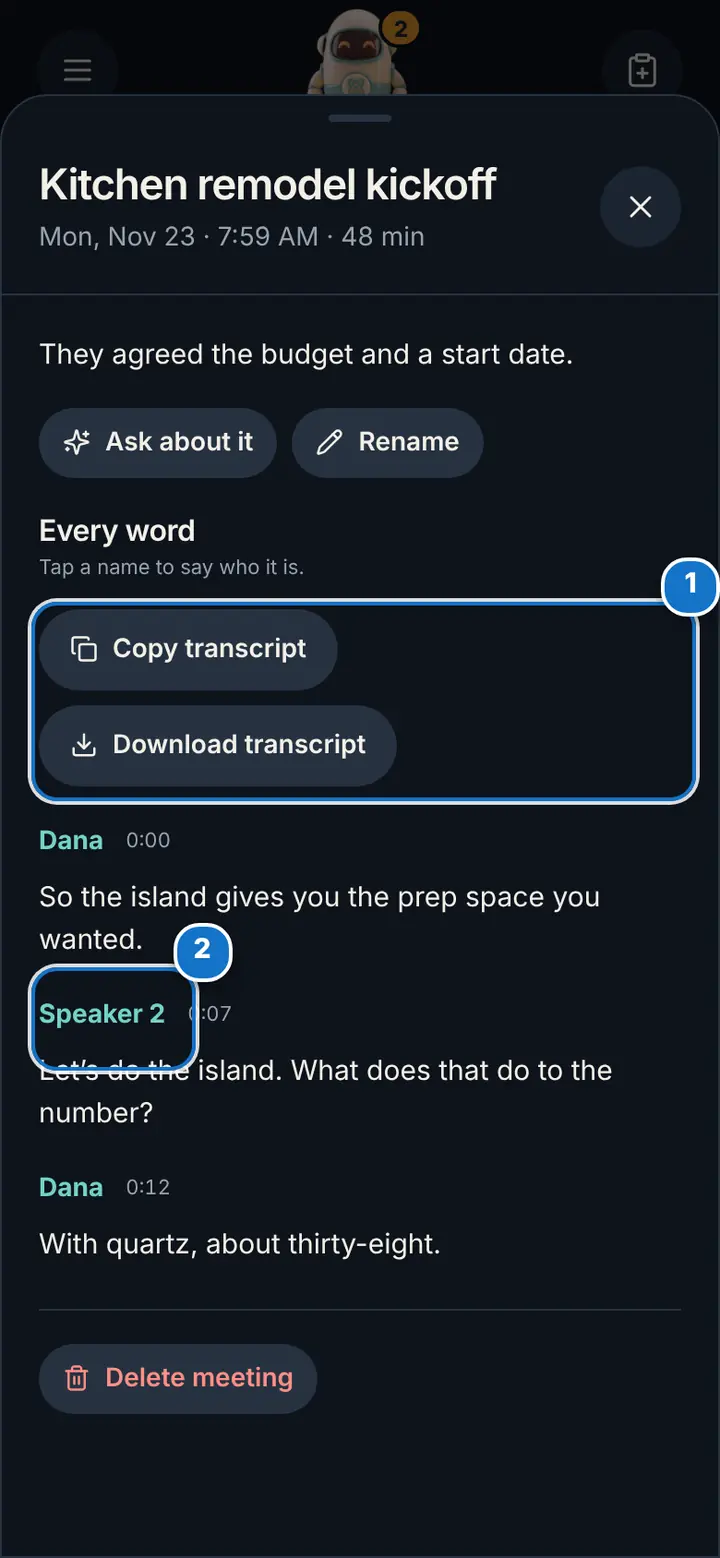 2
Kitchen remodel kickoff
Mon, Nov 23 · 7:59 AM · 48 min
They agreed the budget and a start date.
Ask about it
Rename
Every word
Tap a name to say who it is.
1
Copy transcript
Download transcript
Dana 0:00
So the island gives you the prep space you
wanted.
2
Speaker 2 0:07
Let's do the island. What does that do to the
number?
Dana 0:12
With quartz, about thirty-eight.
Delete meeting